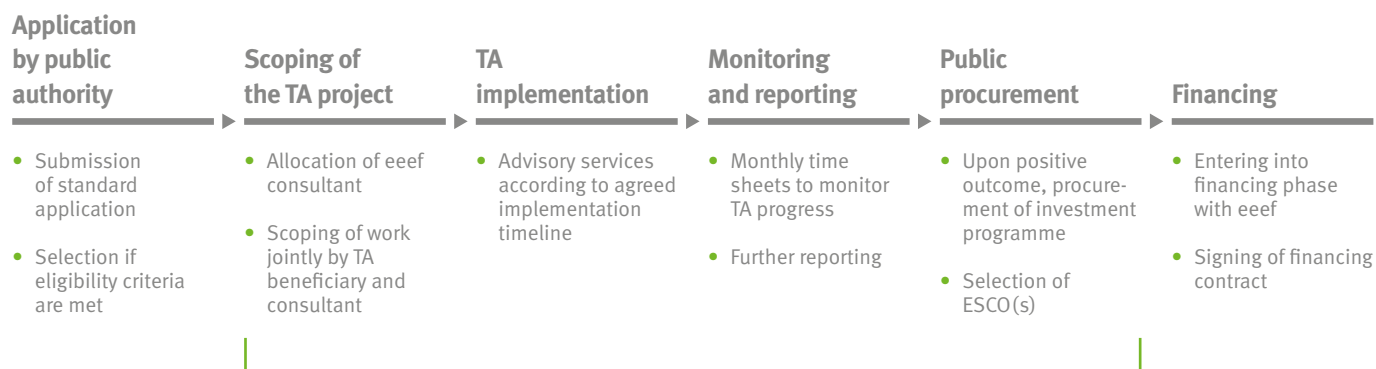 Application
by public
authority
Scoping of
the TA project
TA
implementation
Monitoring
and reporting
Public
procurement
Financing
• Submission
of standard
application
• Selection if
eligibility criteria
are met
• Allocation of eeef
consultant
• Scoping of work
jointly by TA
beneficiary and
consultant
• Advisory services
according to agreed
implementation
timeline
• Monthly time
sheets to monitor
TA progress
• Further reporting
• Upon positive
outcome, procure-
ment of investment
programme
• Selection of
ESCO(s)
• Entering into
financing phase
with eeef
• Signing of financing
contract